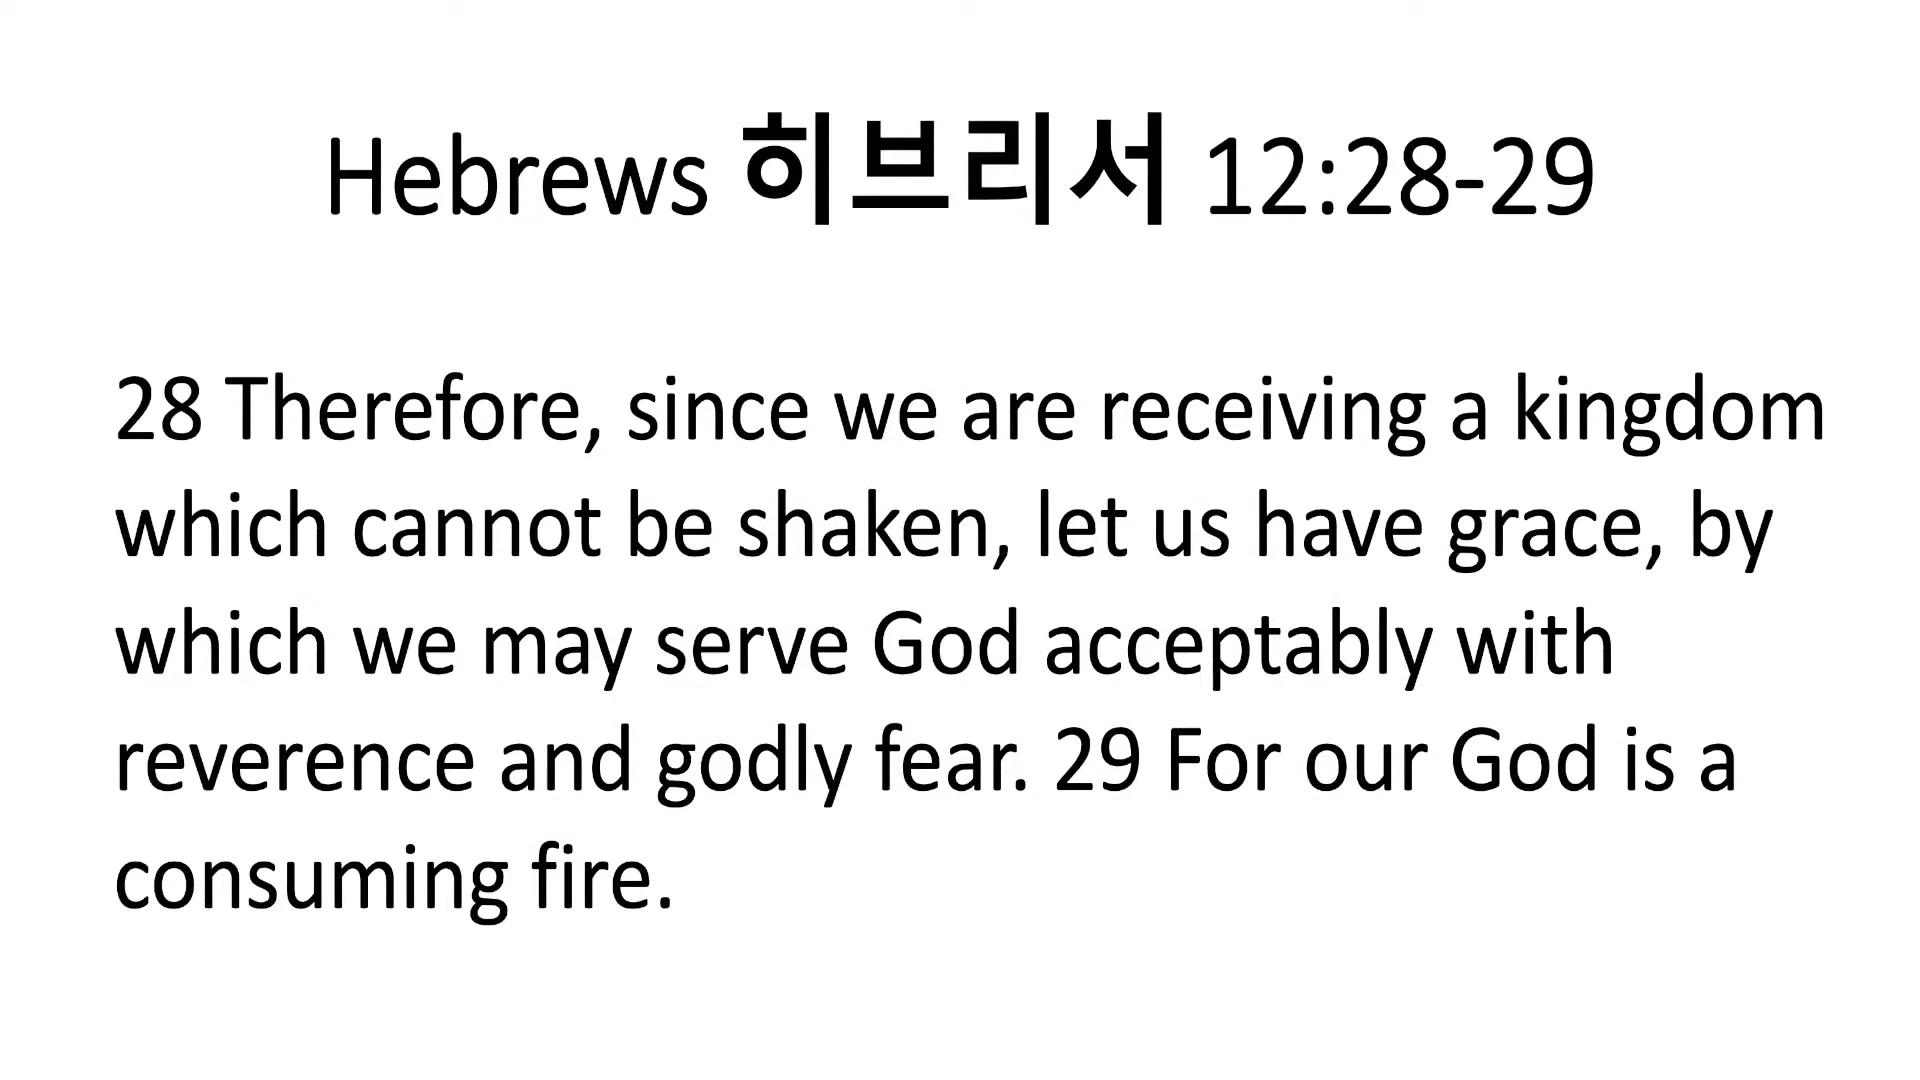 Hebrews 히브리서 12:28-29
28 Therefore, since we are receiving a kingdom
which cannot be shaken, let us have grace, by
which we may serve God acceptably with
reverence and godly fear. 29 For our God is a
consuming fire.